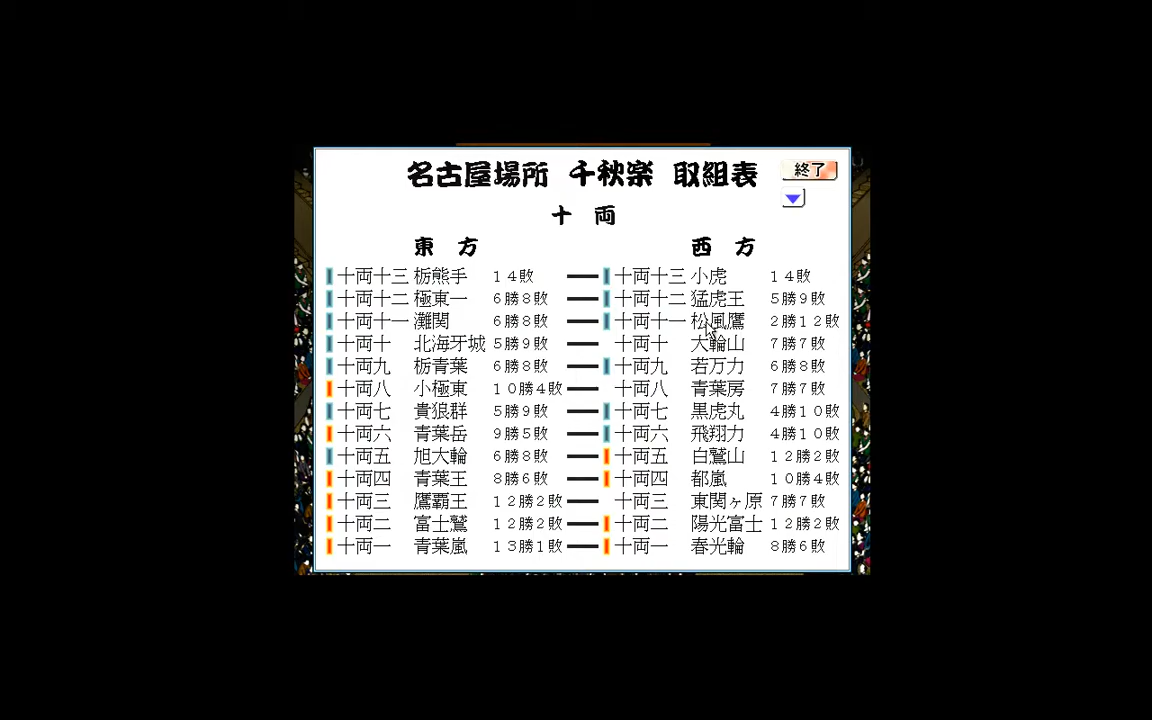 名古屋場所 千秋楽 取組表 終了
十 両
東 方 西 方
十両十三 栃熊手 14敗 ― 十両十三 小虎 14敗
十両十二 極東一 6勝8敗 ― 十両十二 猛虎王 5勝9敗
十両十一 灘関 6勝8敗 ― 十両十一 松風鷹 2勝12敗
十両十 北海牙城 5勝9敗 ― 十両十 大輪山 7勝7敗
十両九 栃青葉 6勝8敗 ― 十両九 若万力 6勝8敗
十両八 小極東 10勝4敗 ― 十両八 青葉房 7勝7敗
十両七 貴狼群 5勝9敗 ― 十両七 黒虎丸 4勝10敗
十両六 青葉岳 9勝5敗 ― 十両六 飛翔力 4勝10敗
十両五 旭大輪 6勝8敗 ― 十両五 白鷲山 12勝2敗
十両四 青葉王 8勝6敗 ― 十両四 都嵐 10勝4敗
十両三 鷹覇王 12勝2敗 ― 十両三 東関ヶ原 7勝7敗
十両二 富士鷲 12勝2敗 ― 十両二 陽光富士 12勝2敗
十両一 青葉嵐 13勝1敗 ― 十両一 春光輪 8勝6敗